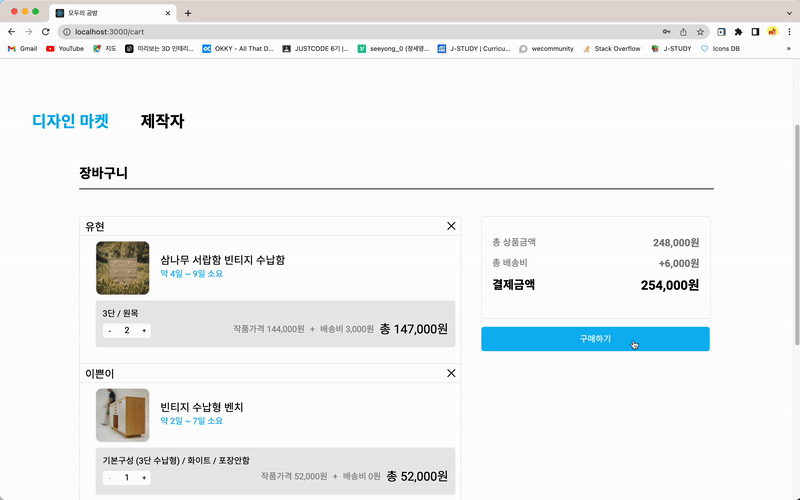 모두의 공방
localhost:3000/cart
Gmail
YouTube
지도
미리보는 3D 인테리...
OKKY - All That D...
JUSTCODE 6기 |...
seeyong_0 (정세영...
J-STUDY | Curricu...
wecommunity
Stack Overflow
J-STUDY
Icons DB
디자인 마켓
제작자
장바구니
유현
삼나무 서랍함 빈티지 수납함
약 4일 ~ 9일 소요
3단 / 원목
- 2 +
작품가격 144,000원 + 배송비 3,000원 총 147,000원
이쁜이
빈티지 수납형 벤치
약 2일 ~ 7일 소요
기본구성 (3단 수납형) / 화이트 / 포장안함
- 1 +
작품가격 52,000원 + 배송비 0원 총 52,000원
총 상품금액 248,000원
총 배송비 +6,000원
결제금액 254,000원
구매하기